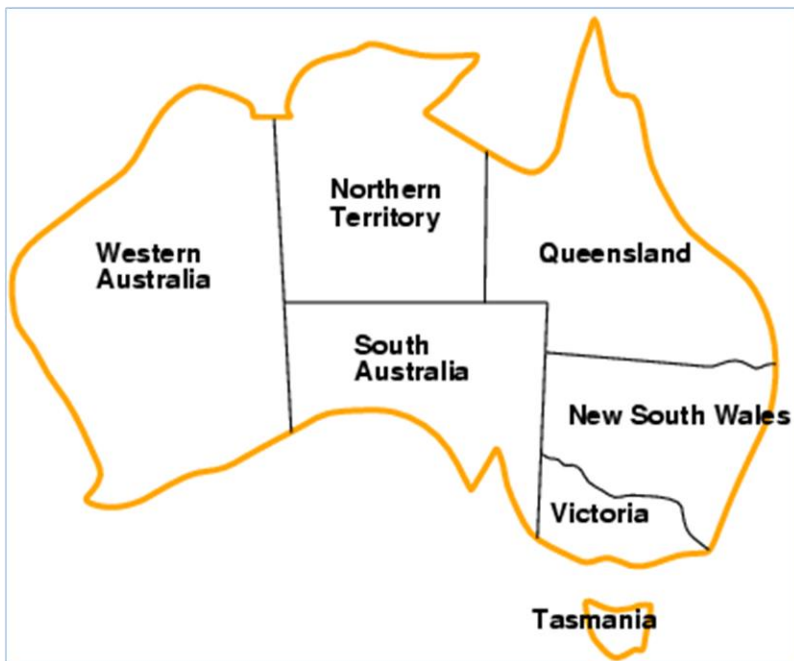 Northern
Territory
Western
Australia
Queensland
South
Australia
New South Wales
Victoria
Tasmania